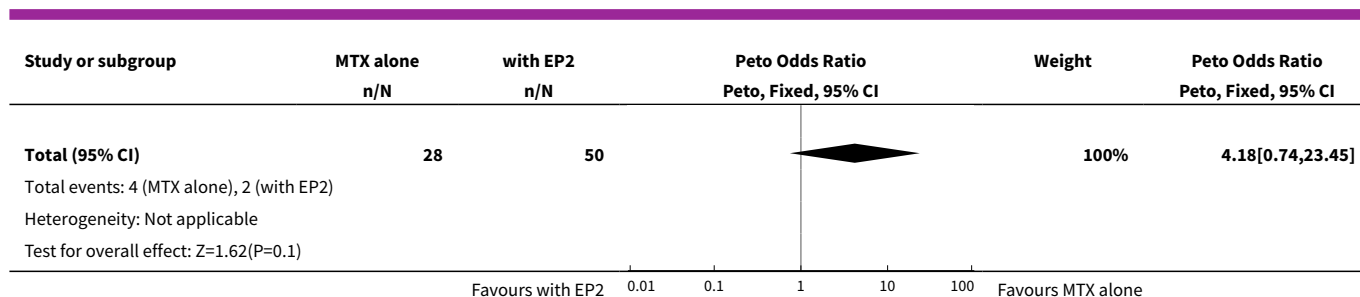 Study or subgroup MTX alone with EP2 Peto Odds Ratio Weight Peto Odds Ratio
n/N n/N Peto, Fixed, 95% CI Peto, Fixed, 95% CI
Total (95% CI) 28 50 100% 4.18[0.74,23.45]
Total events: 4 (MTX alone), 2 (with EP2)
Heterogeneity: Not applicable
Test for overall effect: Z=1.62(P=0.1)
Favours with EP2 0.01 0.1 1 10 100 Favours MTX alone